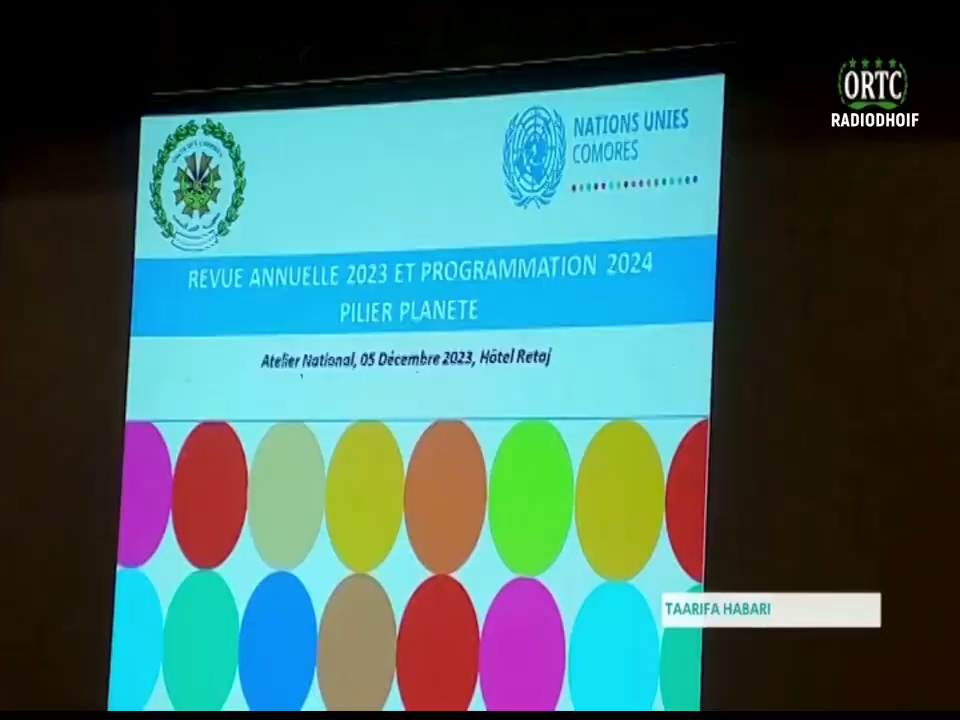 ORTC
RADIODHOIF
NATIONS UNIES
COMORES
REVUE ANNUELLE 2023 ET PROGRAMMATION 2024
PILIER PLANETE
Atelier National, 05 Décembre 2023, Hôtel Retaj
TAARIFA HABARI